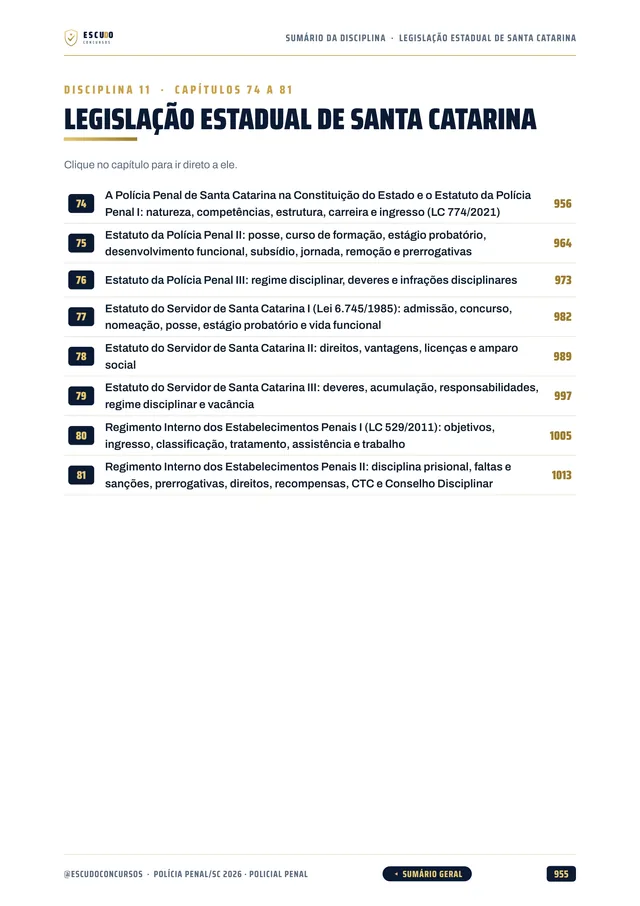 ESCUDO
CONCURSOS
SUMÁRIO DA DISCIPLINA · LEGISLAÇÃO ESTADUAL DE SANTA CATARINA
DISCIPLINA 11 · CAPÍTULOS 74 A 81
LEGISLAÇÃO ESTADUAL DE SANTA CATARINA
Clique no capítulo para ir direto a ele.
74 A Polícia Penal de Santa Catarina na Constituição do Estado e o Estatuto da Polícia
Penal I: natureza, competências, estrutura, carreira e ingresso (LC 774/2021) 956
75 Estatuto da Polícia Penal II: posse, curso de formação, estágio probatório,
desenvolvimento funcional, subsídio, jornada, remoção e prerrogativas 964
76 Estatuto da Polícia Penal III: regime disciplinar, deveres e infrações disciplinares 973
77 Estatuto do Servidor de Santa Catarina I (Lei 6.745/1985): admissão, concurso,
nomeação, posse, estágio probatório e vida funcional 982
78 Estatuto do Servidor de Santa Catarina II: direitos, vantagens, licenças e amparo
social 989
79 Estatuto do Servidor de Santa Catarina III: deveres, acumulação, responsabilidades,
regime disciplinar e vacância 997
80 Regimento Interno dos Estabelecimentos Penais I (LC 529/2011): objetivos,
ingresso, classificação, tratamento, assistência e trabalho 1005
81 Regimento Interno dos Estabelecimentos Penais II: disciplina prisional, faltas e
sanções, prerrogativas, direitos, recompensas, CTC e Conselho Disciplinar 1013
@ESCUDOCONCURSOS · POLÍCIA PENAL/SC 2026 · POLICIAL PENAL
SUMÁRIO GERAL
955